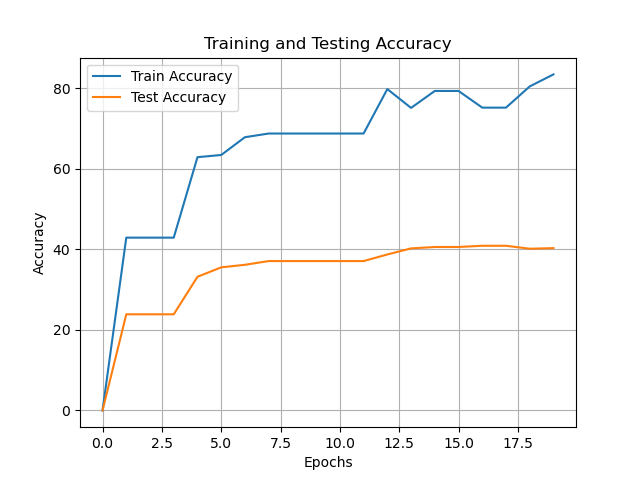 Training and Testing Accuracy
Train Accuracy
Test Accuracy
80
60
40
20
0
Accuracy
0.0 2.5 5.0 7.5 10.0 12.5 15.0 17.5
Epochs